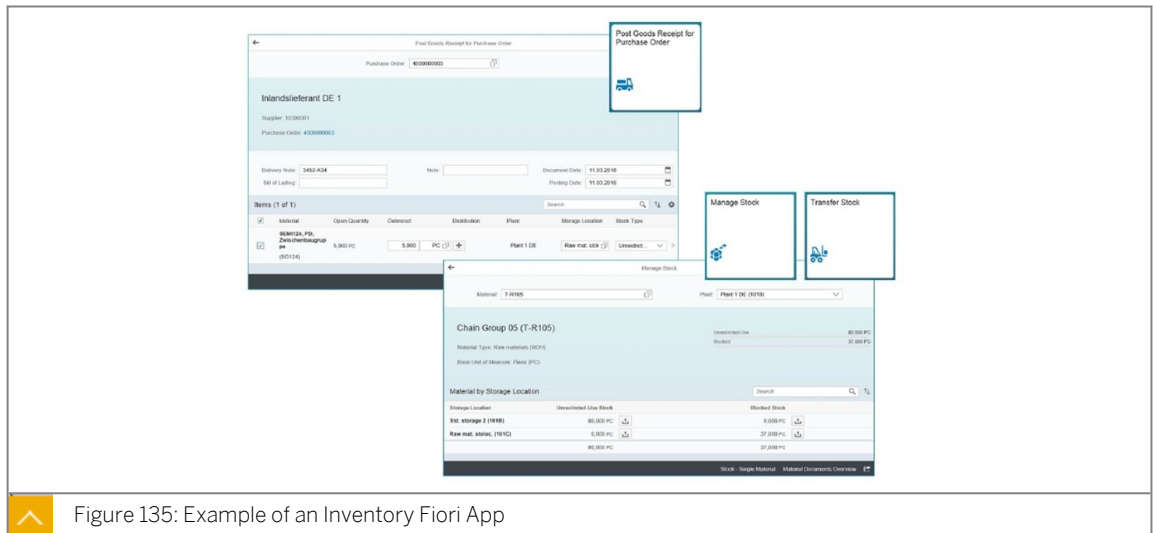 Post Goods Receipt for
Purchase Order
Post Goods Receipt for Purchase Order
Purchase Order: 4500000003
Inlandslieferant DE 1
Supplier: 10300001
Purchase Order: 4500000003
Delivery Note: 3452-A34 Note: Document Date: 11.03.2016
Bill of Lading: Posting Date: 11.03.2016
Items (1 of 1) Search
Material Open Quantity Delivered Distribution Plant Storage Location Stock Type
SEMI124, PD,
Zwischenbaugrup
pe
5,000 PC 5,000 PC Plant 1 DE Raw mat. stol Unrestrict...
(SG124)
Manage Stock Transfer Stock
Manage Stock
Material: T-R105 Plant: Plant 1 DE (1010)
Chain Group 05 (T-R105)
Unrestricted Use 80,000 PC
Blocked 37,000 PC
Material Type: Raw materials (ROH)
Base Unit of Measure: Piece (PC)
Material by Storage Location Search
Storage Location Unrestricted Use Stock Blocked Stock
Std. storage 2 (101B) 80,000 PC 0,000 PC
Raw mat. stoloc. (101C) 0,000 PC 37,000 PC
80,000 PC 37,000 PC
Stock - Single Material Material Documents Overview
Figure 135: Example of an Inventory Fiori App